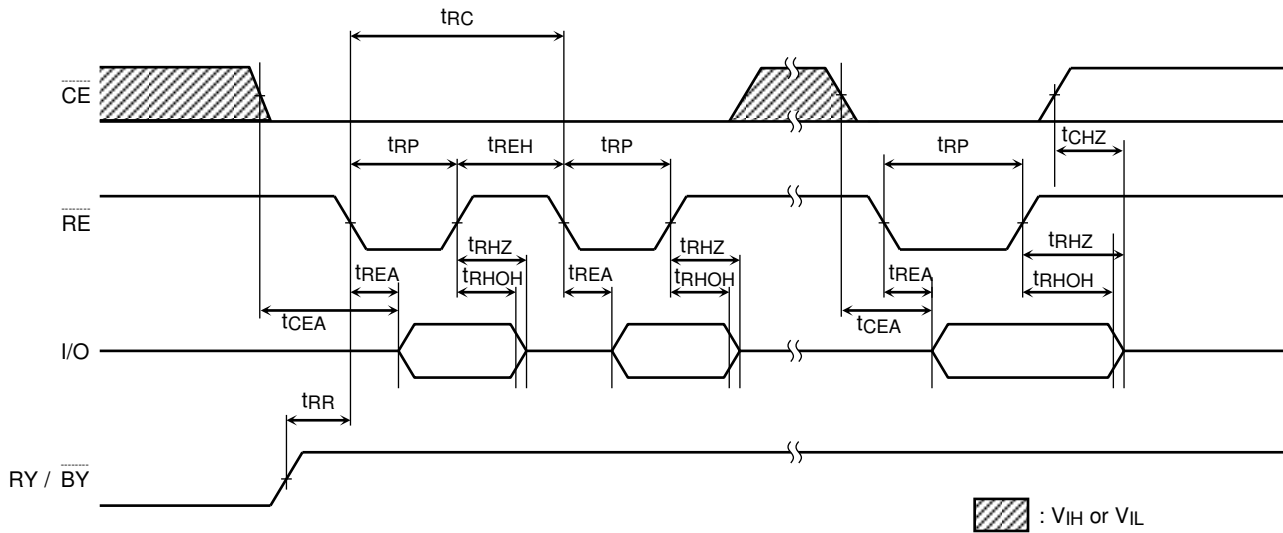 tRC
CE
tCHZ
tRP
tREH
tRP
tRP
RE
tRHZ
tRHZ
tRHZ
tREA
tRHOH
tREA
tRHOH
tREA
tRHOH
tCEA
tCEA
I/O
tRR
RY / BY
: VIH or VIL